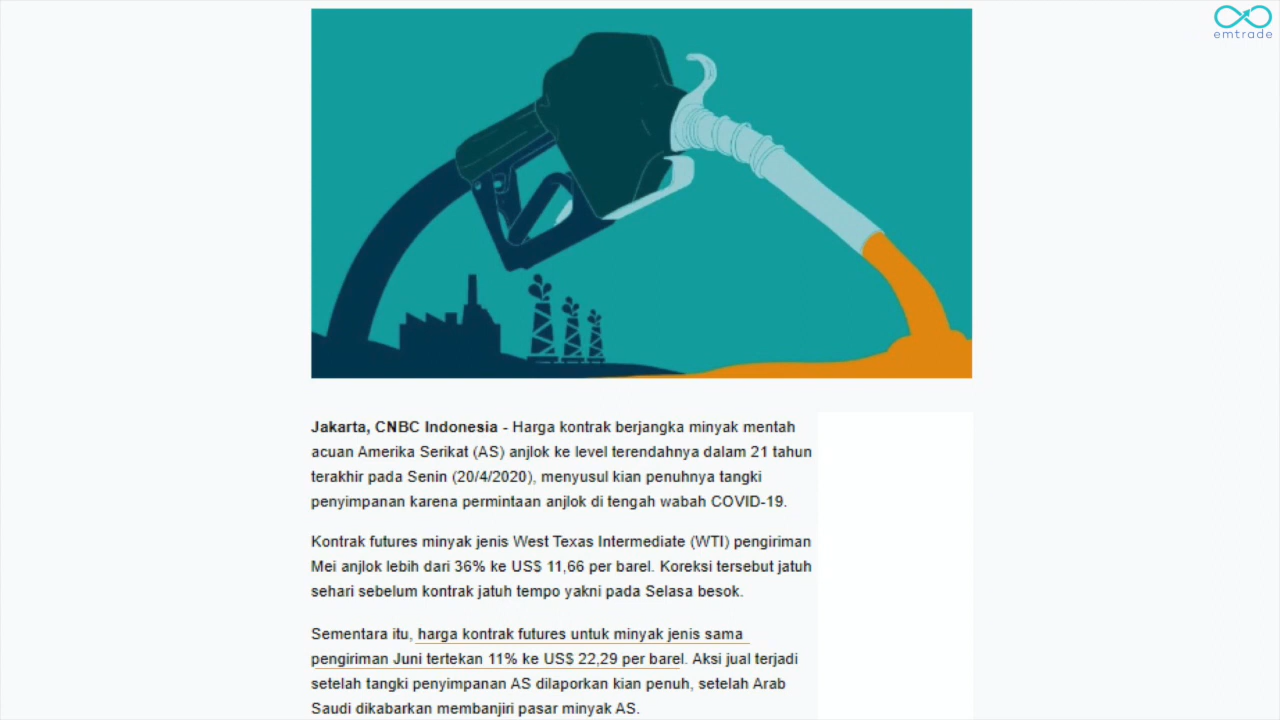 emtrade
Jakarta, CNBC Indonesia - Harga kontrak berjangka minyak mentah
acuan Amerika Serikat (AS) anjlok ke level terendahnya dalam 21 tahun
terakhir pada Senin (20/4/2020), menyusul kian penuhnya tangki
penyimpanan karena permintaan anjlok di tengah wabah COVID-19.
Kontrak futures minyak jenis West Texas Intermediate (WTI) pengiriman
Mei anjlok lebih dari 36% ke US$ 11,66 per barel. Koreksi tersebut jatuh
sehari sebelum kontrak jatuh tempo yakni pada Selasa besok.
Sementara itu, harga kontrak futures untuk minyak jenis sama
pengiriman Juni tertekan 11% ke US$ 22,29 per barel. Aksi jual terjadi
setelah tangki penyimpanan AS dilaporkan kian penuh, setelah Arab
Saudi dikabarkan membanjiri pasar minyak AS.